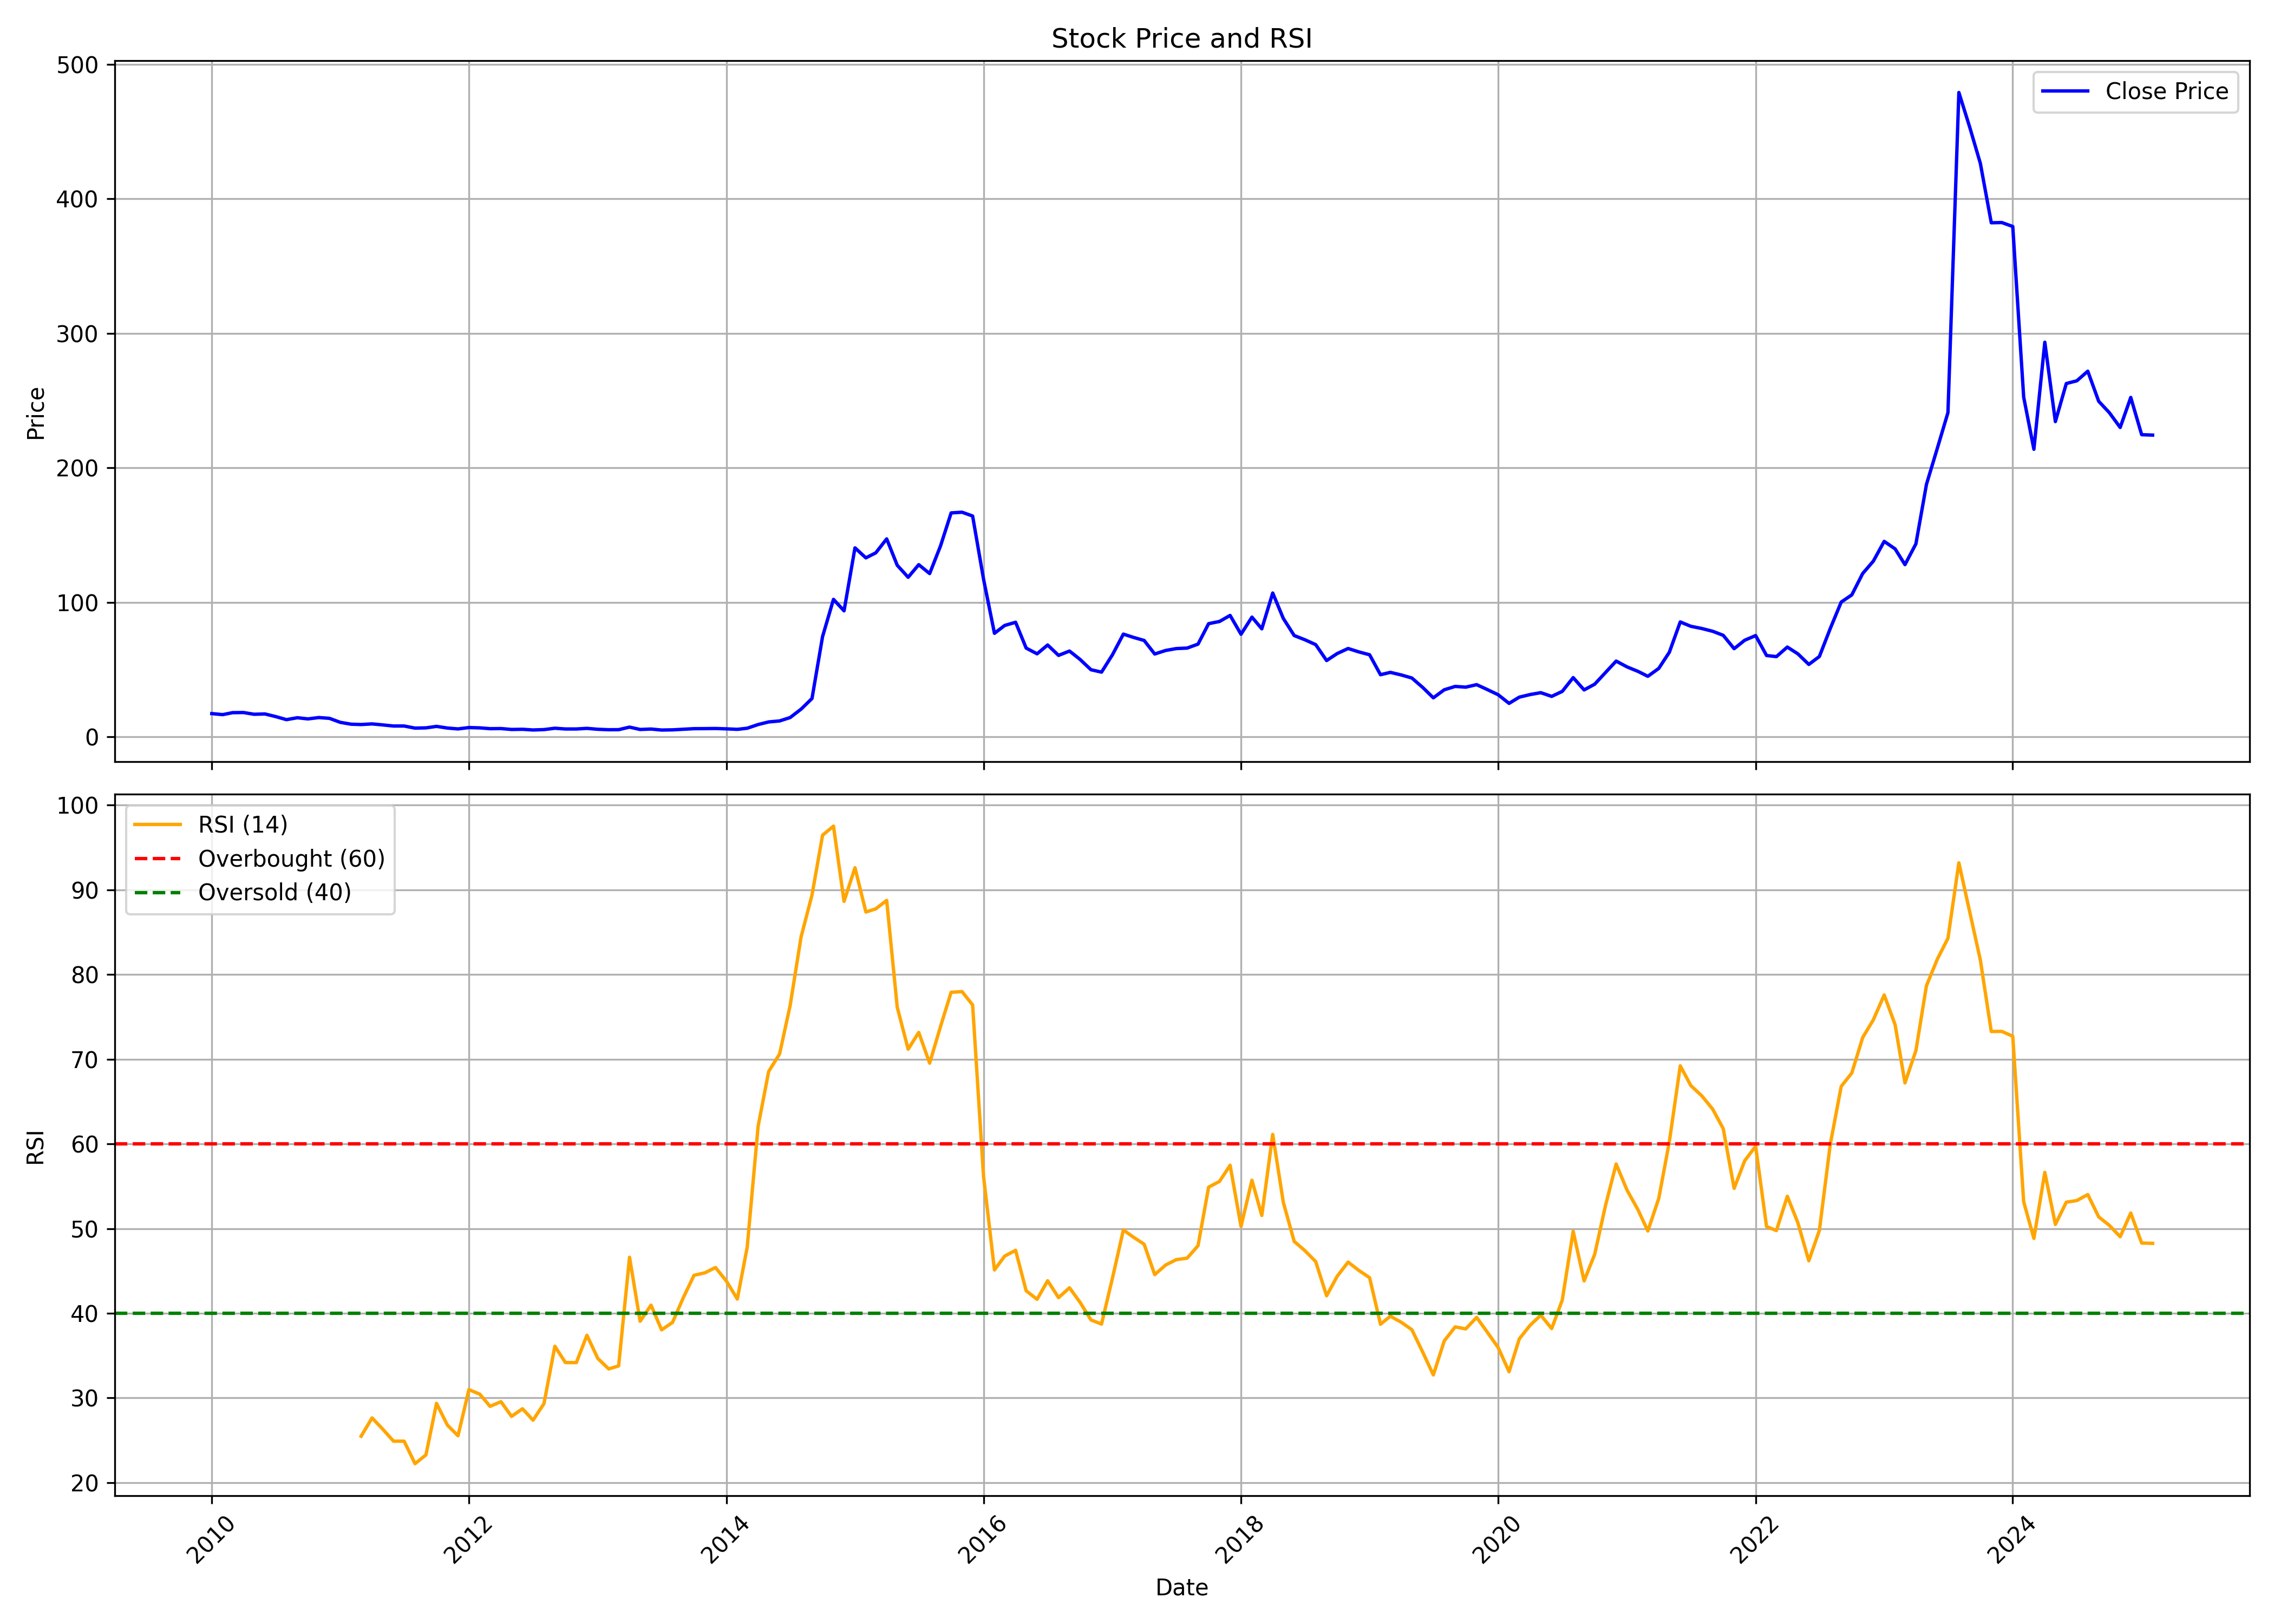 Stock Price and RSI
500
400
300
200
100
0
Price
Close Price
100
90
80
70
60
50
40
30
20
RSI
RSI (14)
Overbought (60)
Oversold (40)
2010
2012
2014
2016
2018
2020
2022
2024
Date